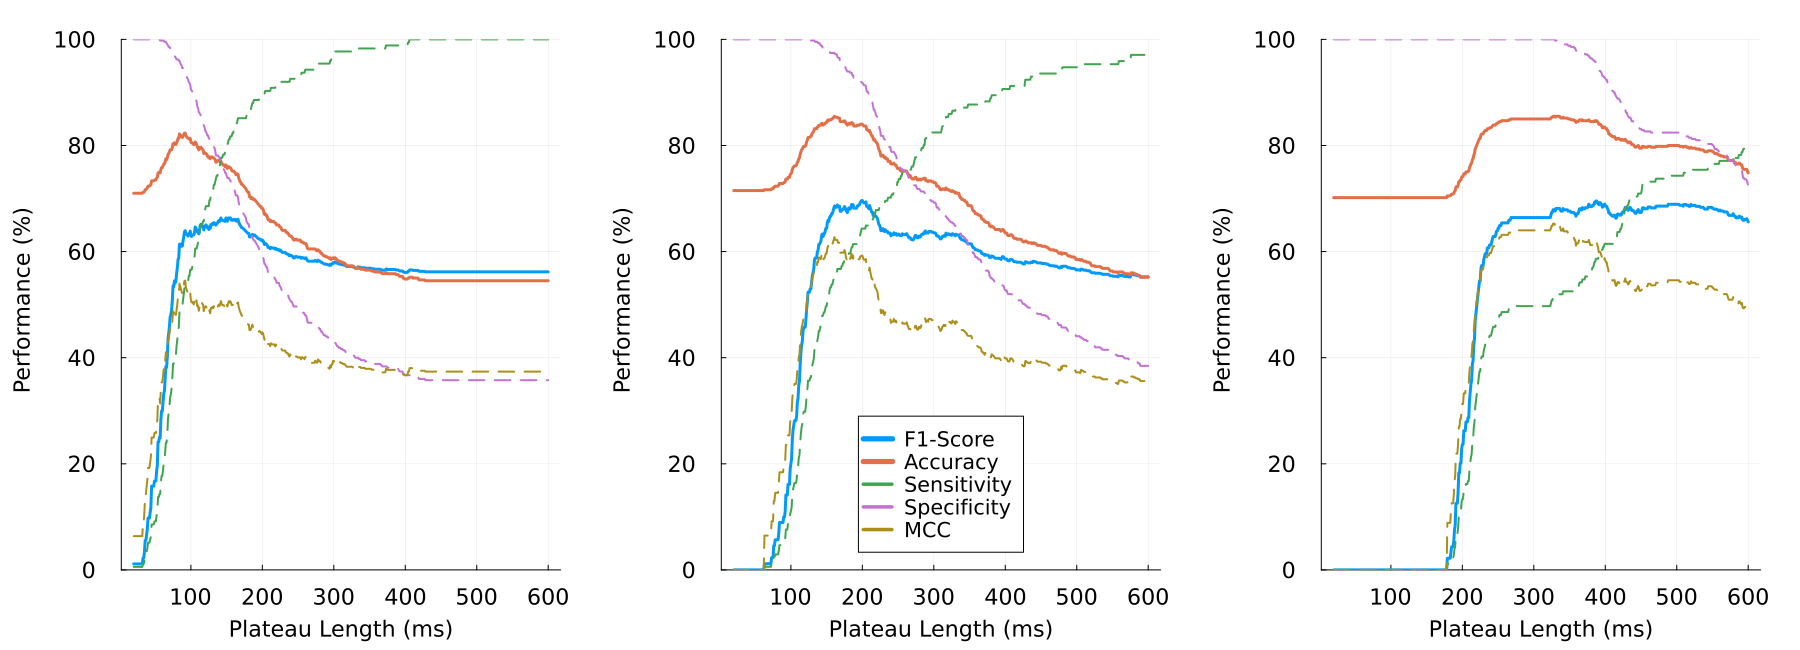 Performance (%)
100
80
60
40
20
0
100 200 300 400 500 600
Plateau Length (ms)
Performance (%)
100
80
60
40
20
0
F1-Score
Accuracy
Sensitivity
Specificity
MCC
100 200 300 400 500 600
Plateau Length (ms)
Performance (%)
100
80
60
40
20
0
100 200 300 400 500 600
Plateau Length (ms)